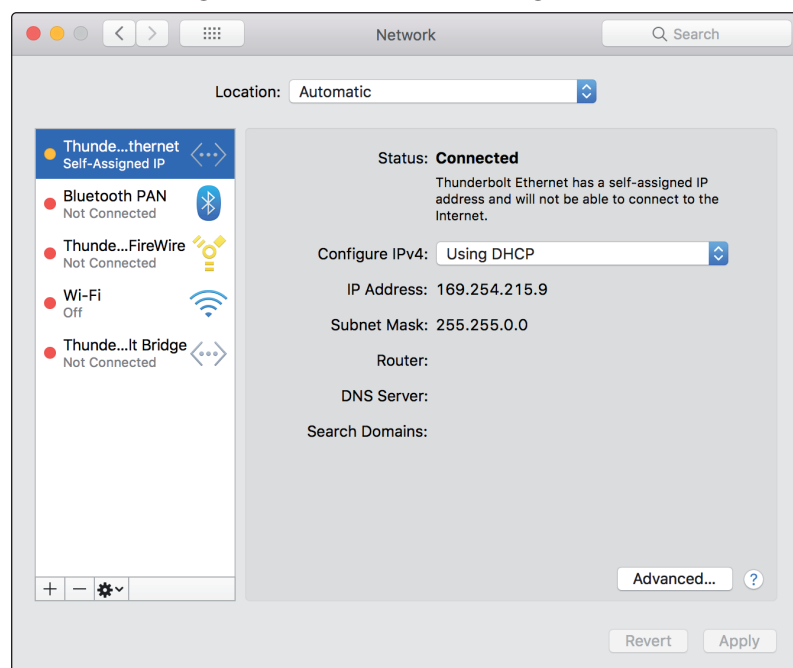 Network
Search
Location: Automatic
Thunde...thernet
Self-Assigned IP
Bluetooth PAN
Not Connected
Thunde...FireWire
Not Connected
Wi-Fi
Off
Thunde...lt Bridge
Not Connected
Status: Connected
Thunderbolt Ethernet has a self-assigned IP
address and will not be able to connect to the
Internet.
Configure IPv4: Using DHCP
IP Address: 169.254.215.9
Subnet Mask: 255.255.0.0
Router:
DNS Server:
Search Domains:
Advanced... ?
Revert Apply